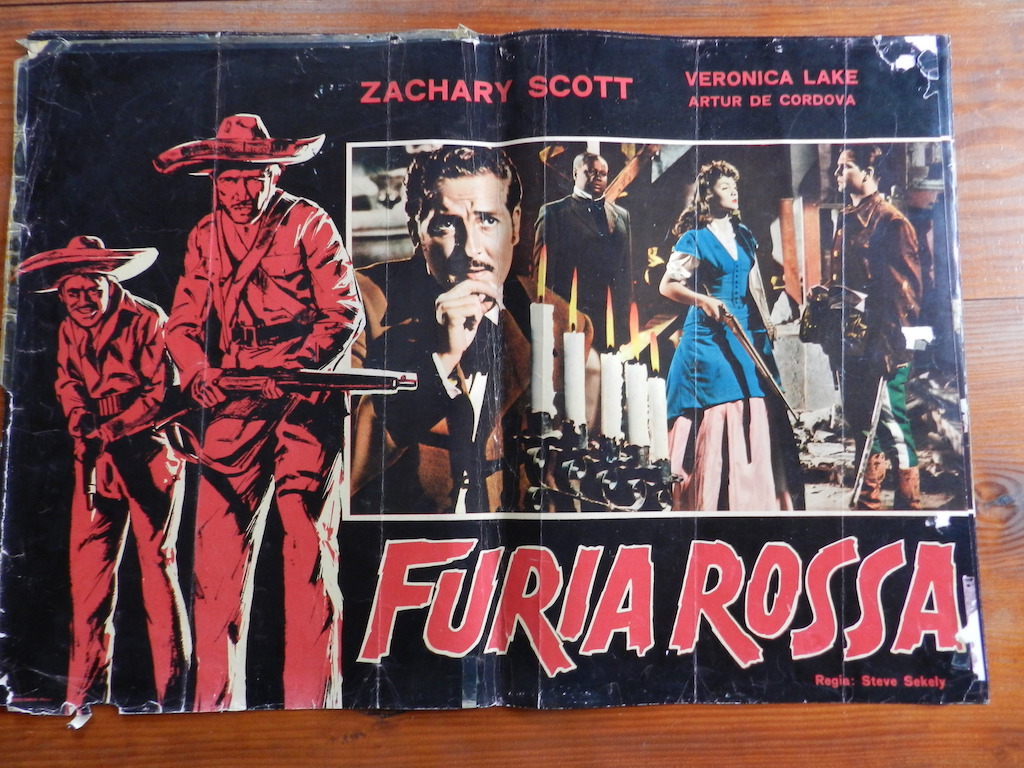 ZACHARY SCOTT
VERONICA LAKE
ARTUR DE CORDOVA
FURIA ROSSA
Regia: Steve Sekely